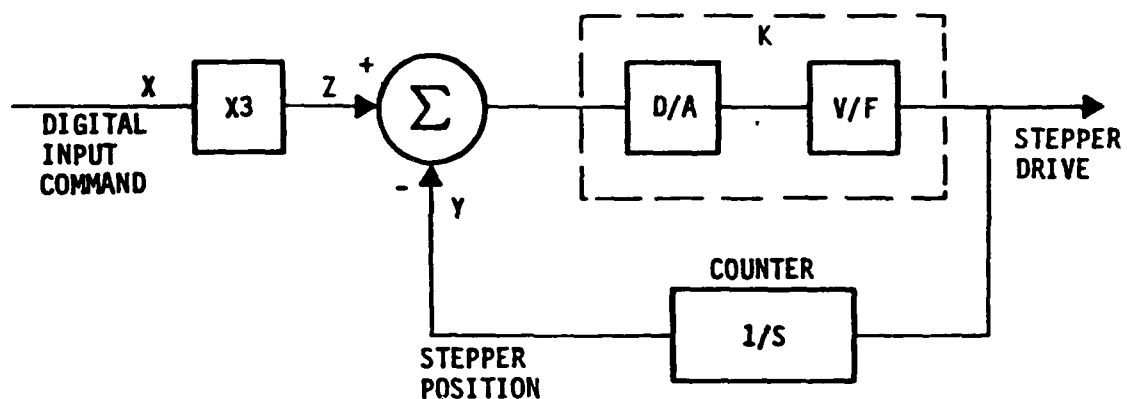 K
X
X3
Z
+
Σ
D/A
V/F
DIGITAL
INPUT
COMMAND
STEPPER
DRIVE
-
Y
COUNTER
1/S
STEPPER
POSITION